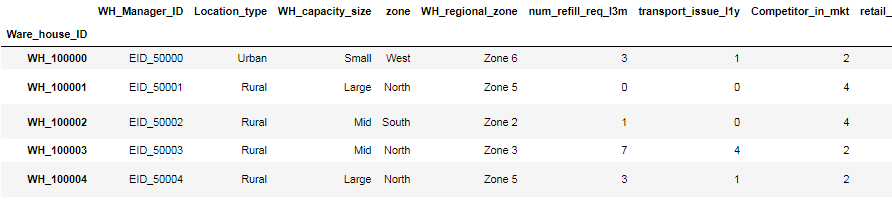 WH_Manager_ID Location_type WH_capacity_size zone WH_regional_zone num_refill_req_l3m transport_issue_l1y Competitor_in_mkt retail_
Ware_house_ID
WH_100000 EID_50000 Urban Small West Zone 6 3 1 2
WH_100001 EID_50001 Rural Large North Zone 5 0 0 4
WH_100002 EID_50002 Rural Mid South Zone 2 1 0 4
WH_100003 EID_50003 Rural Mid North Zone 3 7 4 2
WH_100004 EID_50004 Rural Large North Zone 5 3 1 2